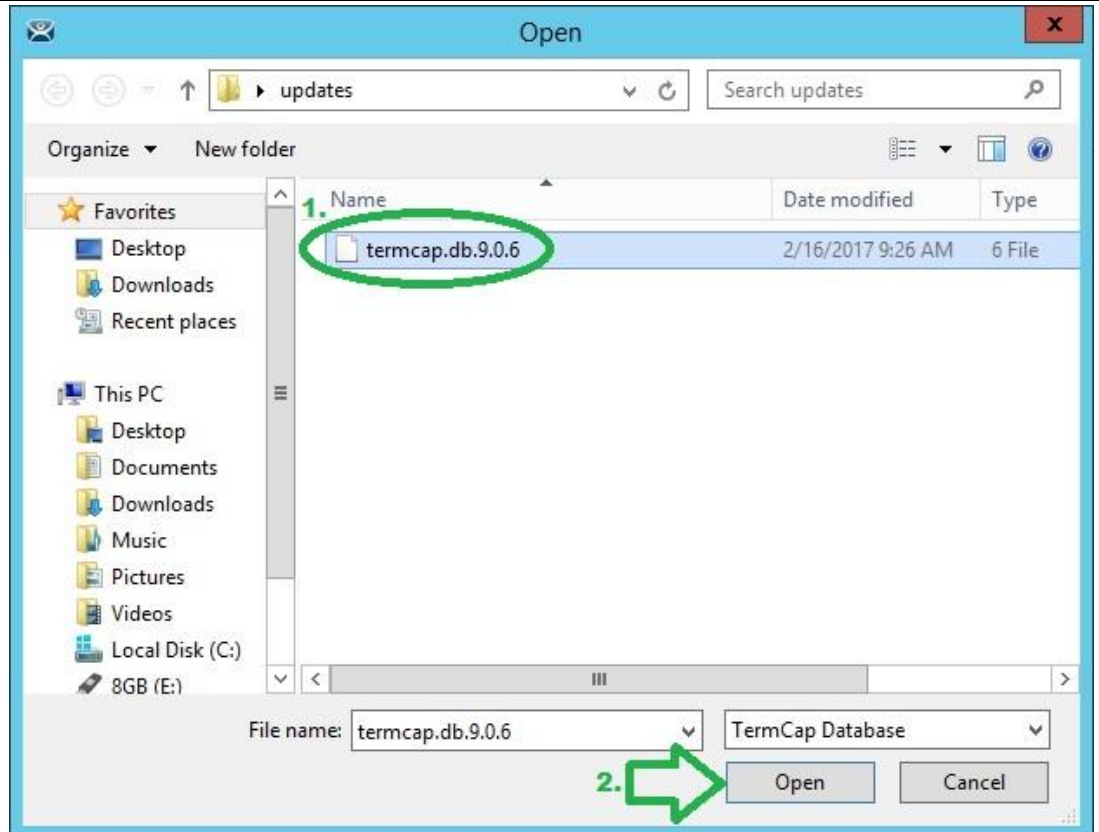 Open
x
updates
Search updates
Organize
New folder
Favorites
Desktop
Downloads
Recent places
This PC
Desktop
Documents
Downloads
Music
Pictures
Videos
Local Disk (C:)
8GB (E:)
1.
Name
Date modified
Type
termcap.db.9.0.6
2/16/2017 9:26 AM
6 File
File name:
termcap.db.9.0.6
TermCap Database
2.
Open
Cancel